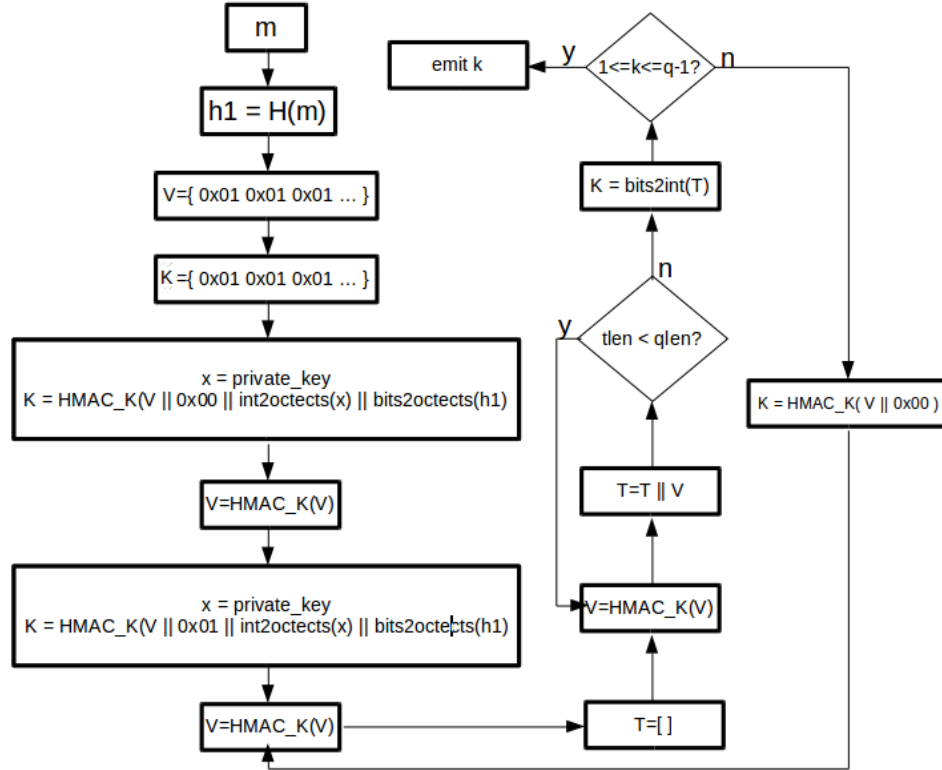 m
h1 = H(m)
V={ 0x01 0x01 0x01 ... }
K ={ 0x01 0x01 0x01 ... }
x = private_key
K = HMAC_K(V || 0x00 || int2octects(x) || bits2octects(h1)
V=HMAC_K(V)
x = private_key
K = HMAC_K(V || 0x01 || int2octects(x) || bits2octects(h1)
V=HMAC_K(V)
T=[ ]
V=HMAC_K(V)
T=T || V
tlen < qlen?
y
n
K = bits2int(T)
1<=k<=q-1?
y
n
emit k
K = HMAC_K( V || 0x00 )